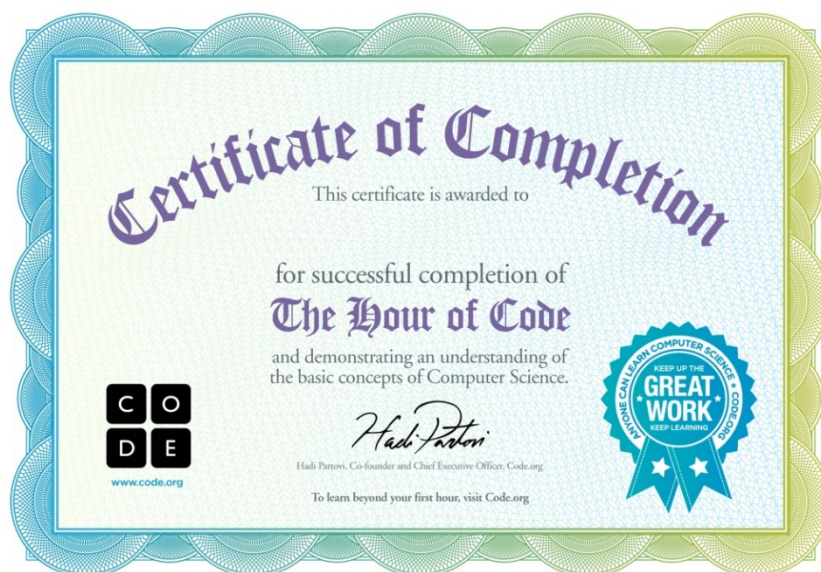 Certificate of Completion
This certificate is awarded to
for successful completion of
The Hour of Code
and demonstrating an understanding of
the basic concepts of Computer Science.
C O
D E
www.code.org
Hadi Partovi
Hadi Partovi, Co-founder and Chief Executive Officer, Code.org
To learn beyond your first hour, visit Code.org
ANYONE CAN LEARN COMPUTER SCIENCE • CODE.ORG
KEEP UP THE
GREAT
WORK
KEEP LEARNING